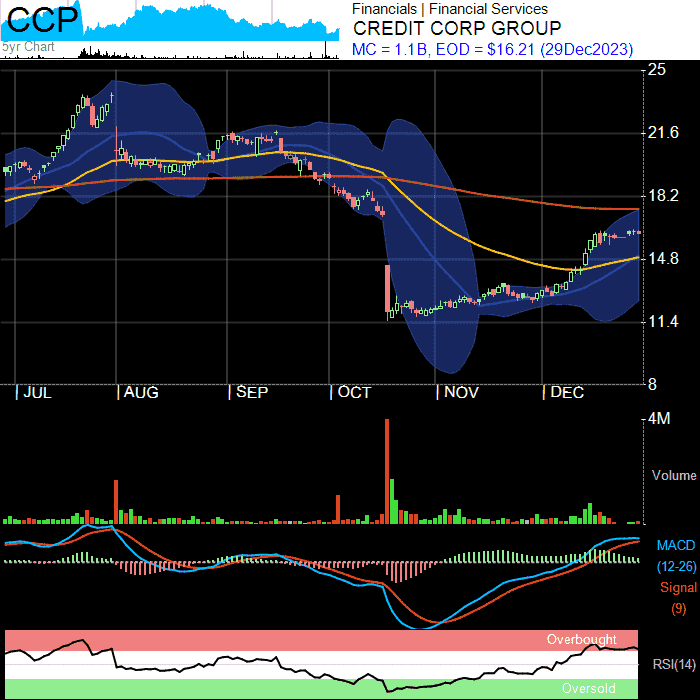 CCP
5yr Chart
Financials | Financial Services
CREDIT CORP GROUP
MC = 1.1B, EOD = $16.21 (29Dec2023)
25
21.6
18.2
14.8
11.4
8
| JUL | AUG | SEP | OCT | NOV | DEC
4M
Volume
MACD
(12-26)
Signal
(9)
Overbought
RSI(14)
Oversold